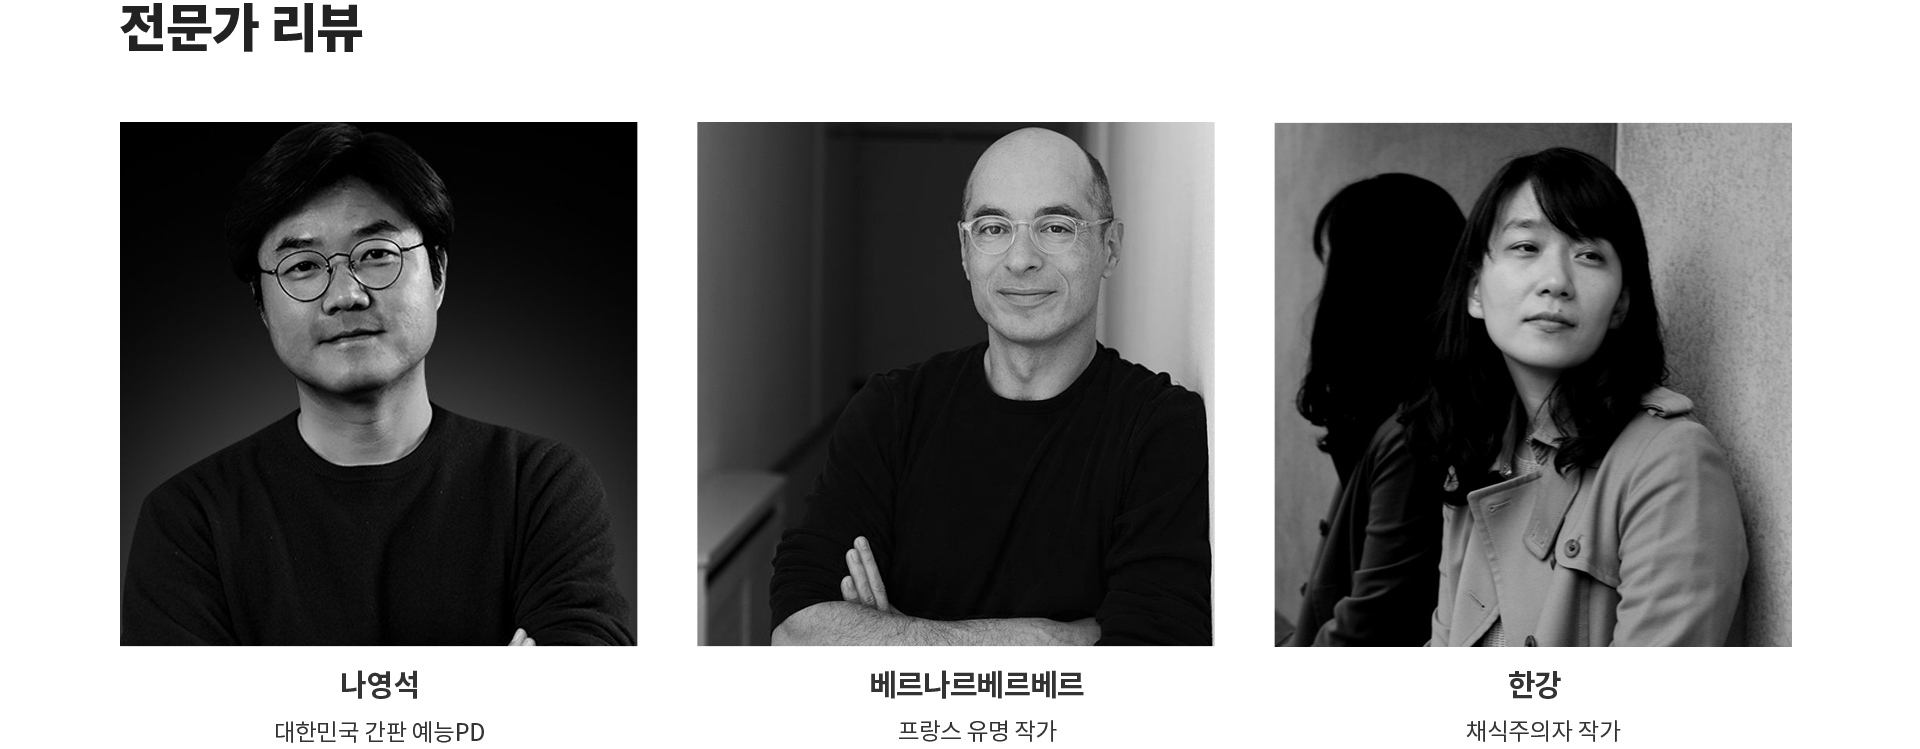 전문가 리뷰
나영석
대한민국 간판 예능PD
베르나르베르베르
프랑스 유명 작가
한강
채식주의자 작가